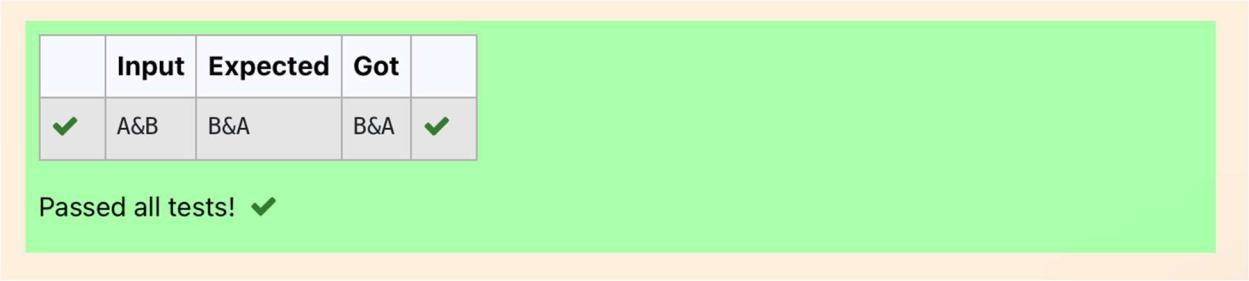 Input Expected Got
A&B B&A B&A
Passed all tests!